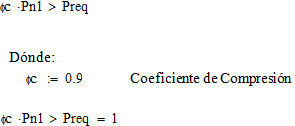 ϕc ·Pn1 > Preq
Dónde:
ϕc := 0.9 Coeficiente de Compresión
ϕc ·Pn1 > Preq = 1